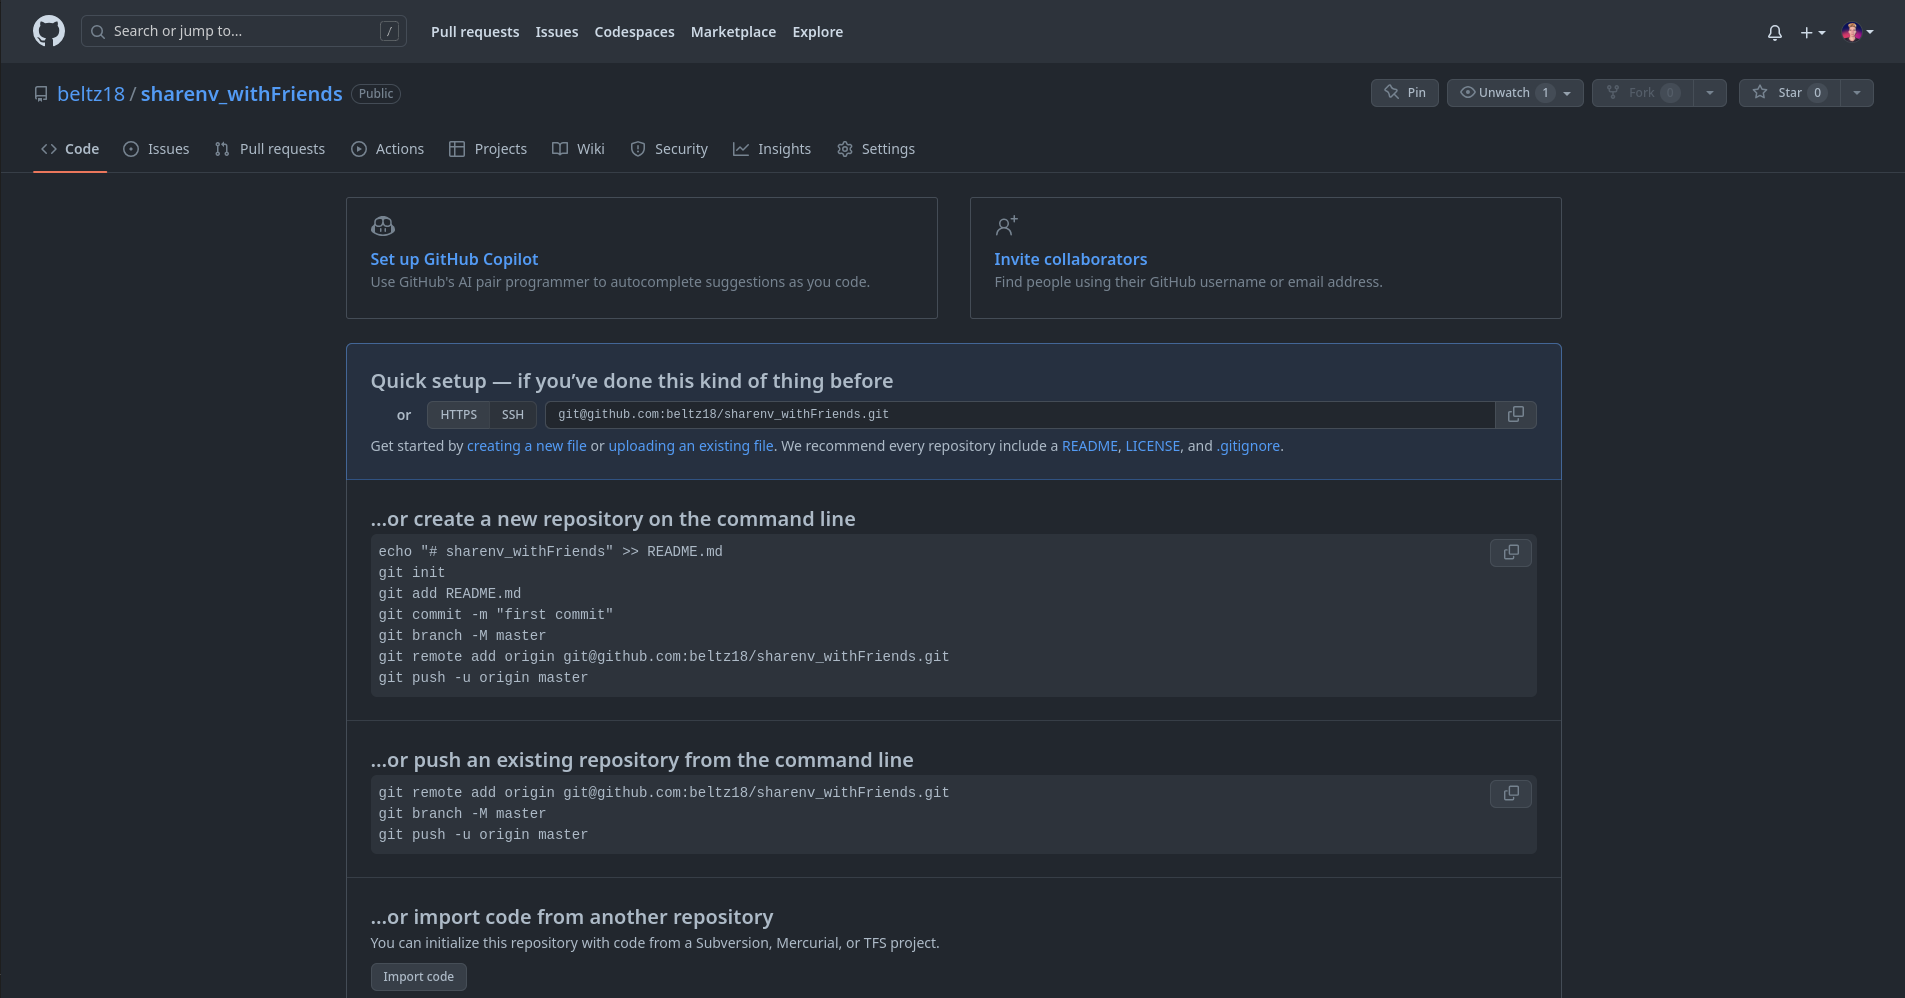 Search or jump to... /
Pull requests Issues Codespaces Marketplace Explore
beltz18 / sharenv_withFriends Public
Pin Unwatch 1 Fork 0 Star 0
Code Issues Pull requests Actions Projects Wiki Security Insights Settings
Set up GitHub Copilot
Use GitHub's AI pair programmer to autocomplete suggestions as you code.
Invite collaborators
Find people using their GitHub username or email address.
Quick setup — if you’ve done this kind of thing before
or HTTPS SSH git@github.com:beltz18/sharenv_withFriends.git
Get started by creating a new file or uploading an existing file. We recommend every repository include a README, LICENSE, and .gitignore.
…or create a new repository on the command line
echo "# sharenv_withFriends" >> README.md
git init
git add README.md
git commit -m "first commit"
git branch -M master
git remote add origin git@github.com:beltz18/sharenv_withFriends.git
git push -u origin master
…or push an existing repository from the command line
git remote add origin git@github.com:beltz18/sharenv_withFriends.git
git branch -M master
git push -u origin master
…or import code from another repository
You can initialize this repository with code from a Subversion, Mercurial, or TFS project.
Import code